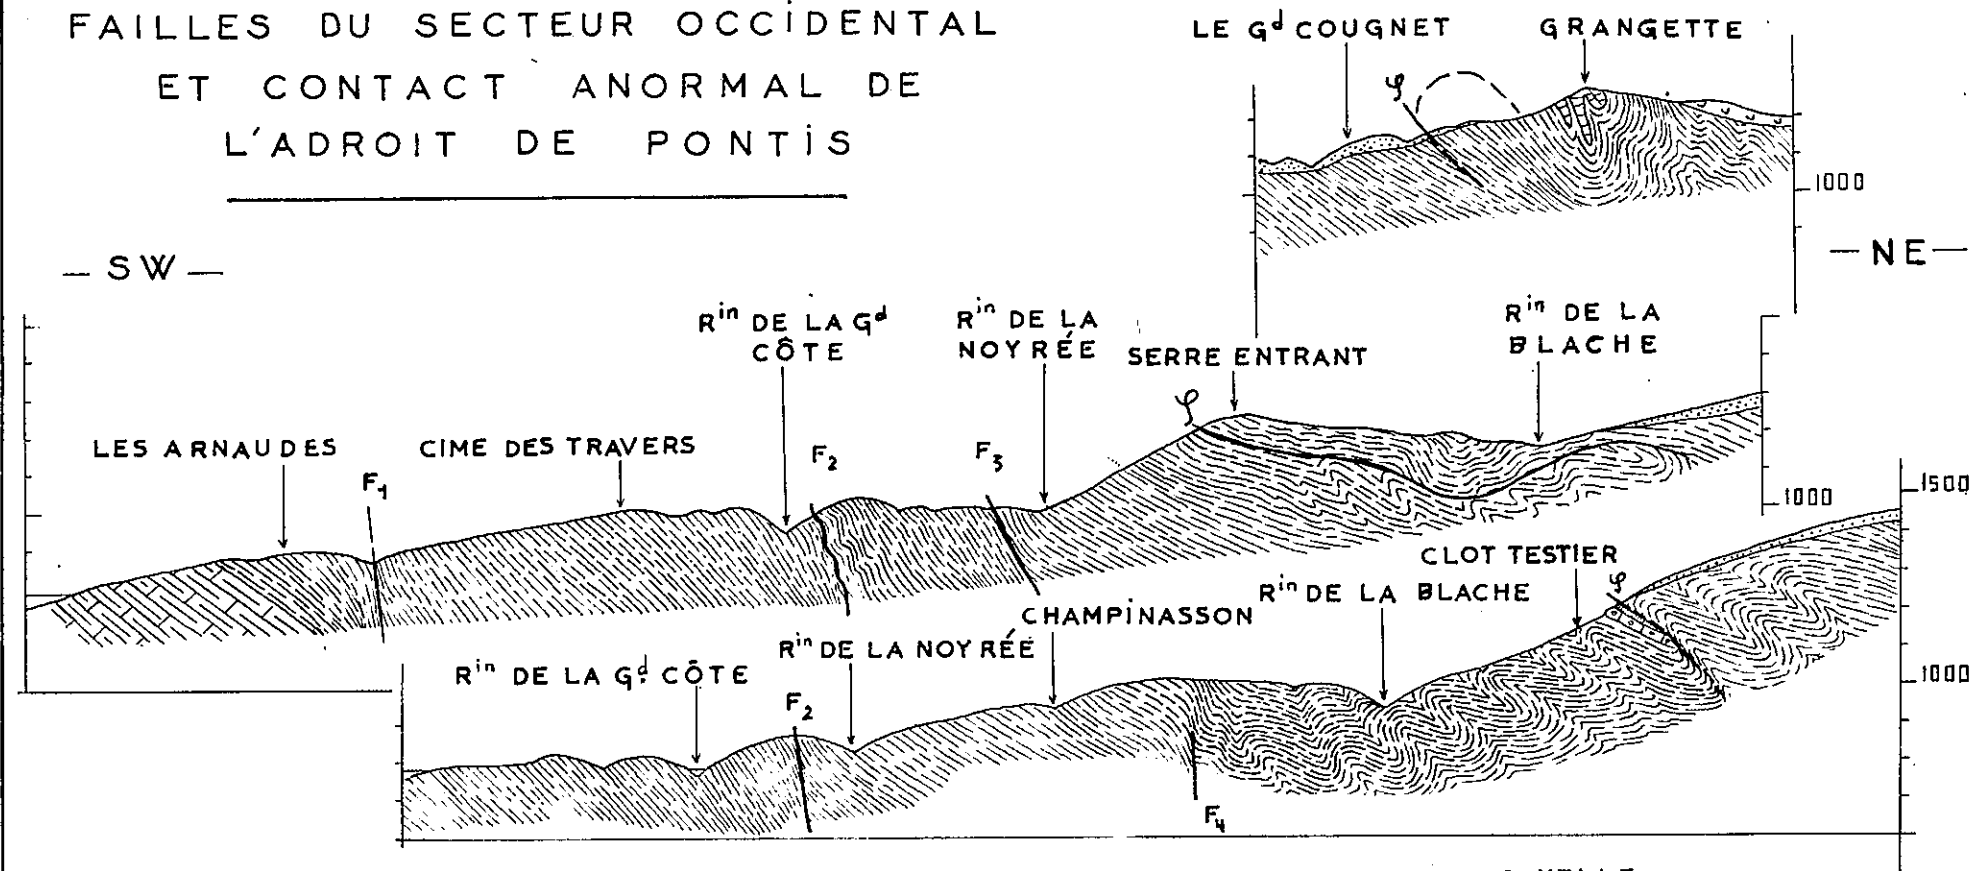 FAILLES DU SECTEUR OCCIDENTAL
ET CONTACT ANORMAL DE
L'ADROIT DE PONTIS
LE Gd COUGNET
GRANGETTE
φ
1000
— SW —
— NE —
Rin DE LA Gd
CÔTE
Rin DE LA
NOYRÉE
SERRE ENTRANT
Rin DE LA
BLACHE
φ
LES ARNAUDES
F1
CIME DES TRAVERS
F2
F3
1000
1500
CLOT TESTIER
φ
Rin DE LA BLACHE
CHAMPINASSON
Rin DE LA NOYRÉE
Rin DE LA Gd CÔTE
F2
1000
F4